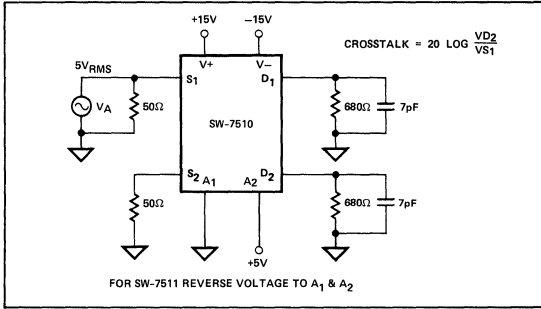 +15V
−15V
CROSSTALK = 20 LOG VD2/VS1
5VRMS
V+
V−
S1
D1
VA
50Ω
680Ω
7pF
SW-7510
S2
A1
A2
D2
50Ω
680Ω
7pF
+5V
FOR SW-7511 REVERSE VOLTAGE TO A1 & A2